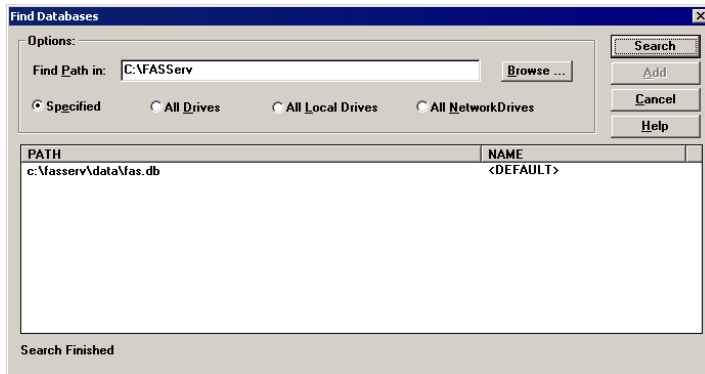 Find Databases
Options:
Find Path in: C:\FASServ Browse ...
Specified All Drives All Local Drives All NetworkDrives
Search
Add
Cancel
Help
PATH NAME
c:\fasserv\data\fas.db <DEFAULT>
Search Finished